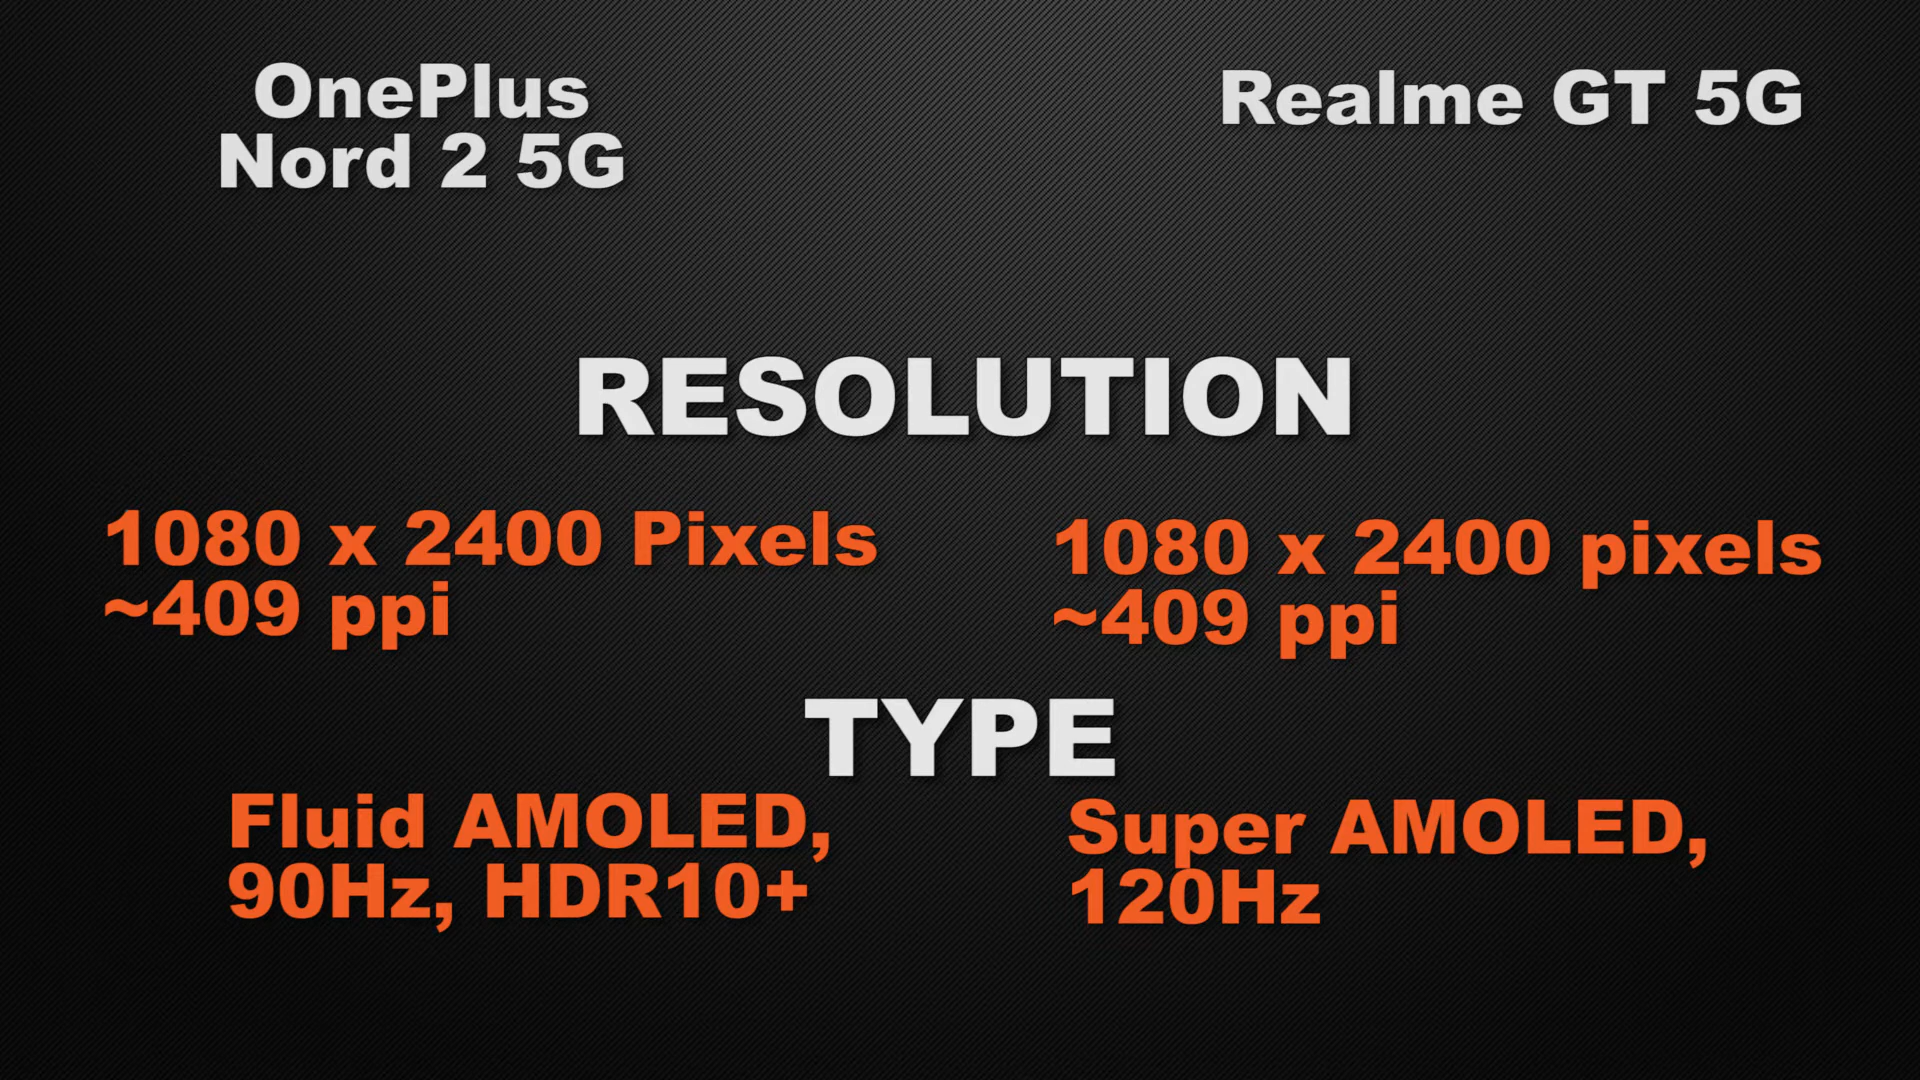 OnePlus
Nord 2 5G
Realme GT 5G
RESOLUTION
1080 x 2400 Pixels
~409 ppi
1080 x 2400 pixels
~409 ppi
TYPE
Fluid AMOLED,
90Hz, HDR10+
Super AMOLED,
120Hz